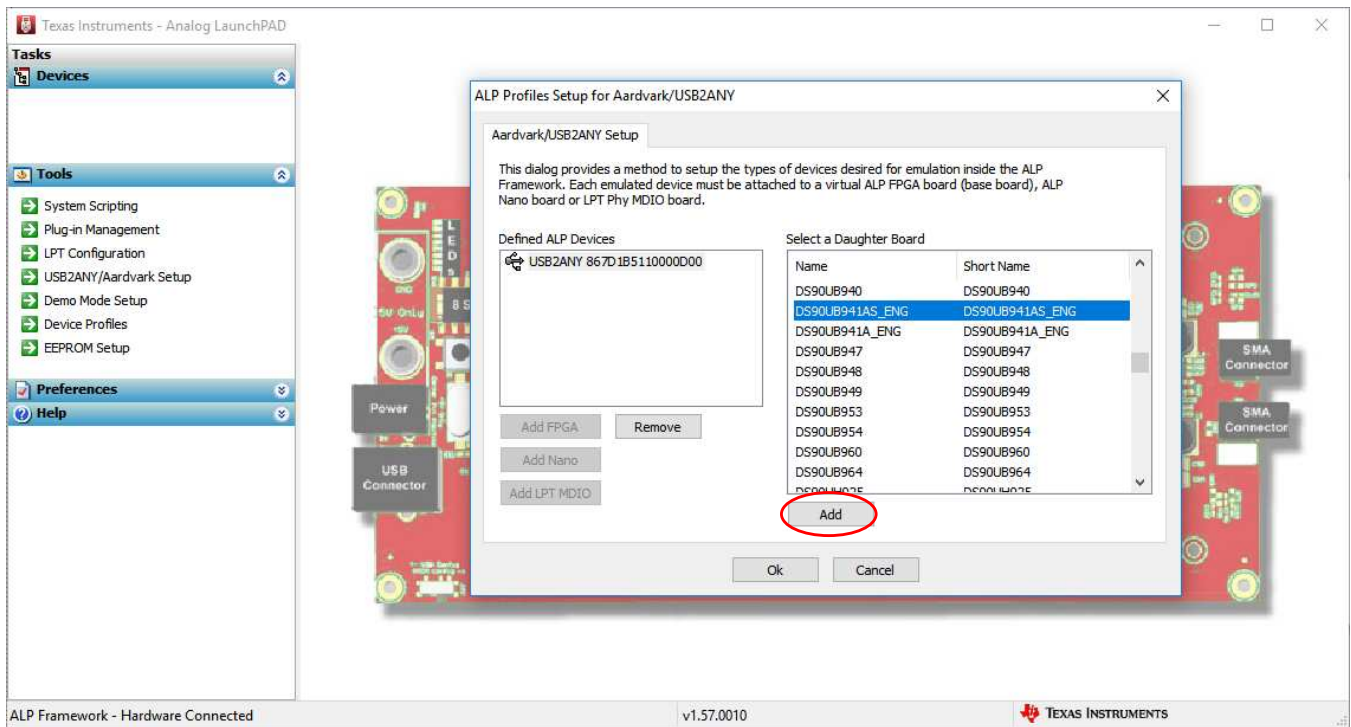 Texas Instruments - Analog LaunchPAD
Tasks
Devices
Tools
System Scripting
Plug-in Management
LPT Configuration
USB2ANY/Aardvark Setup
Demo Mode Setup
Device Profiles
EEPROM Setup
Preferences
Help
ALP Profiles Setup for Aardvark/USB2ANY
Aardvark/USB2ANY Setup
This dialog provides a method to setup the types of devices desired for emulation inside the ALP
Framework. Each emulated device must be attached to a virtual ALP FPGA board (base board), ALP
Nano board or LPT Phy MDIO board.
Defined ALP Devices
USB2ANY 867D1B5110000D00
Add FPGA
Remove
Add Nano
Add LPT MDIO
Select a Daughter Board
Name Short Name
DS90UB940 DS90UB940
DS90UB941AS_ENG DS90UB941AS_ENG
DS90UB941A_ENG DS90UB941A_ENG
DS90UB947 DS90UB947
DS90UB948 DS90UB948
DS90UB949 DS90UB949
DS90UB953 DS90UB953
DS90UB954 DS90UB954
DS90UB960 DS90UB960
DS90UB964 DS90UB964
Add
Ok
Cancel
LEDs
8 S
GND
5V Only
+5V
Power
USB
Connector
SMA
Connector
SMA
Connector
ALP Framework - Hardware Connected
v1.57.0010
TEXAS INSTRUMENTS